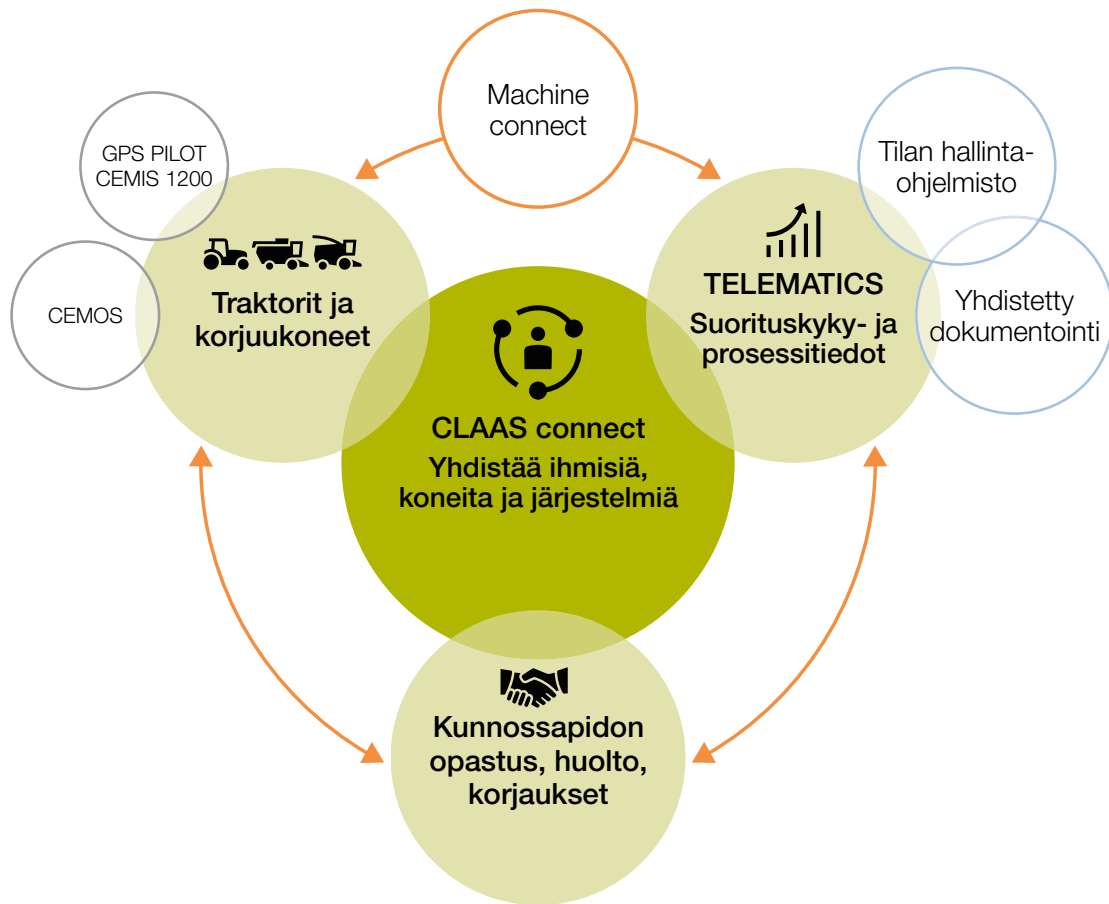 Machine
connect
GPS PILOT
CEMIS 1200
CEMOS
Traktorit ja
korjuukoneet
Tilan hallinta-
ohjelmisto
TELEMATICS
Suorituskyky- ja
prosessitiedot
Yhdistetty
dokumentointi
CLAAS connect
Yhdistää ihmisiä,
koneita ja järjestelmiä
Kunnossapidon
opastus, huolto,
korjaukset